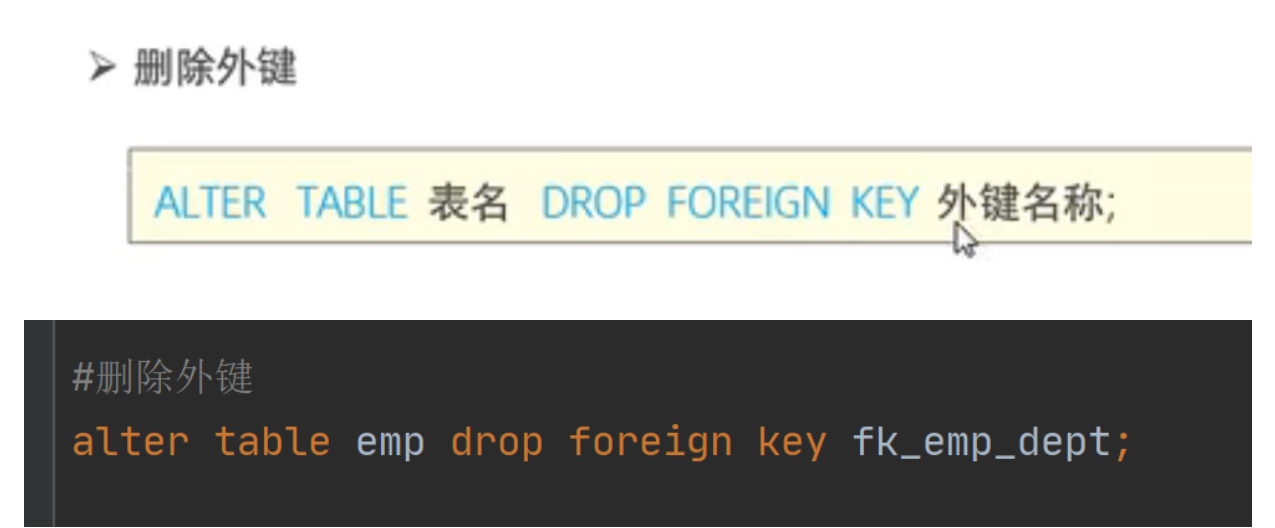 ➢ 删除外键
ALTER TABLE 表名 DROP FOREIGN KEY 外键名称;
#删除外键
alter table emp drop foreign key fk_emp_dept;